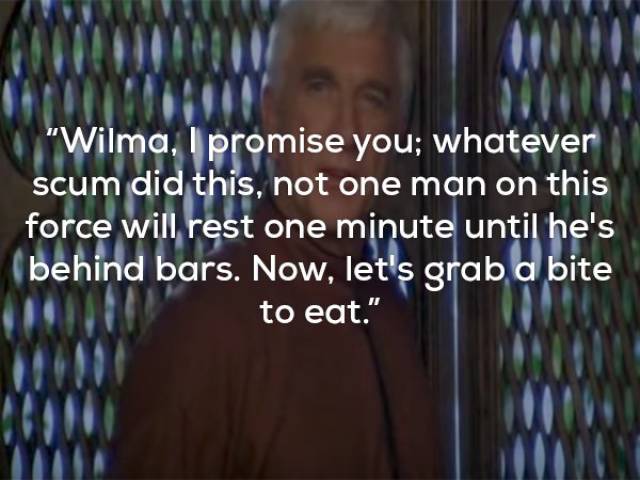 “Wilma, I promise you; whatever
scum did this, not one man on this
force will rest one minute until he's
behind bars. Now, let's grab a bite
to eat.”